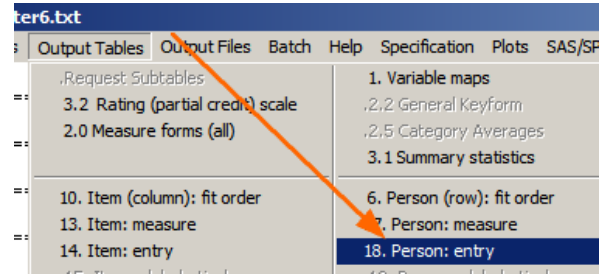 ter6.txt
s Output Tables Output Files Batch Help Specification Plots SAS/SP
.Request Subtables
3.2 Rating (partial credit) scale
2.0 Measure forms (all)
10. Item (column): fit order
13. Item: measure
14. Item: entry
1. Variable maps
.2.2 General Keyform
.2.5 Category Averages
3.1 Summary statistics
6. Person (row): fit order
7. Person: measure
18. Person: entry